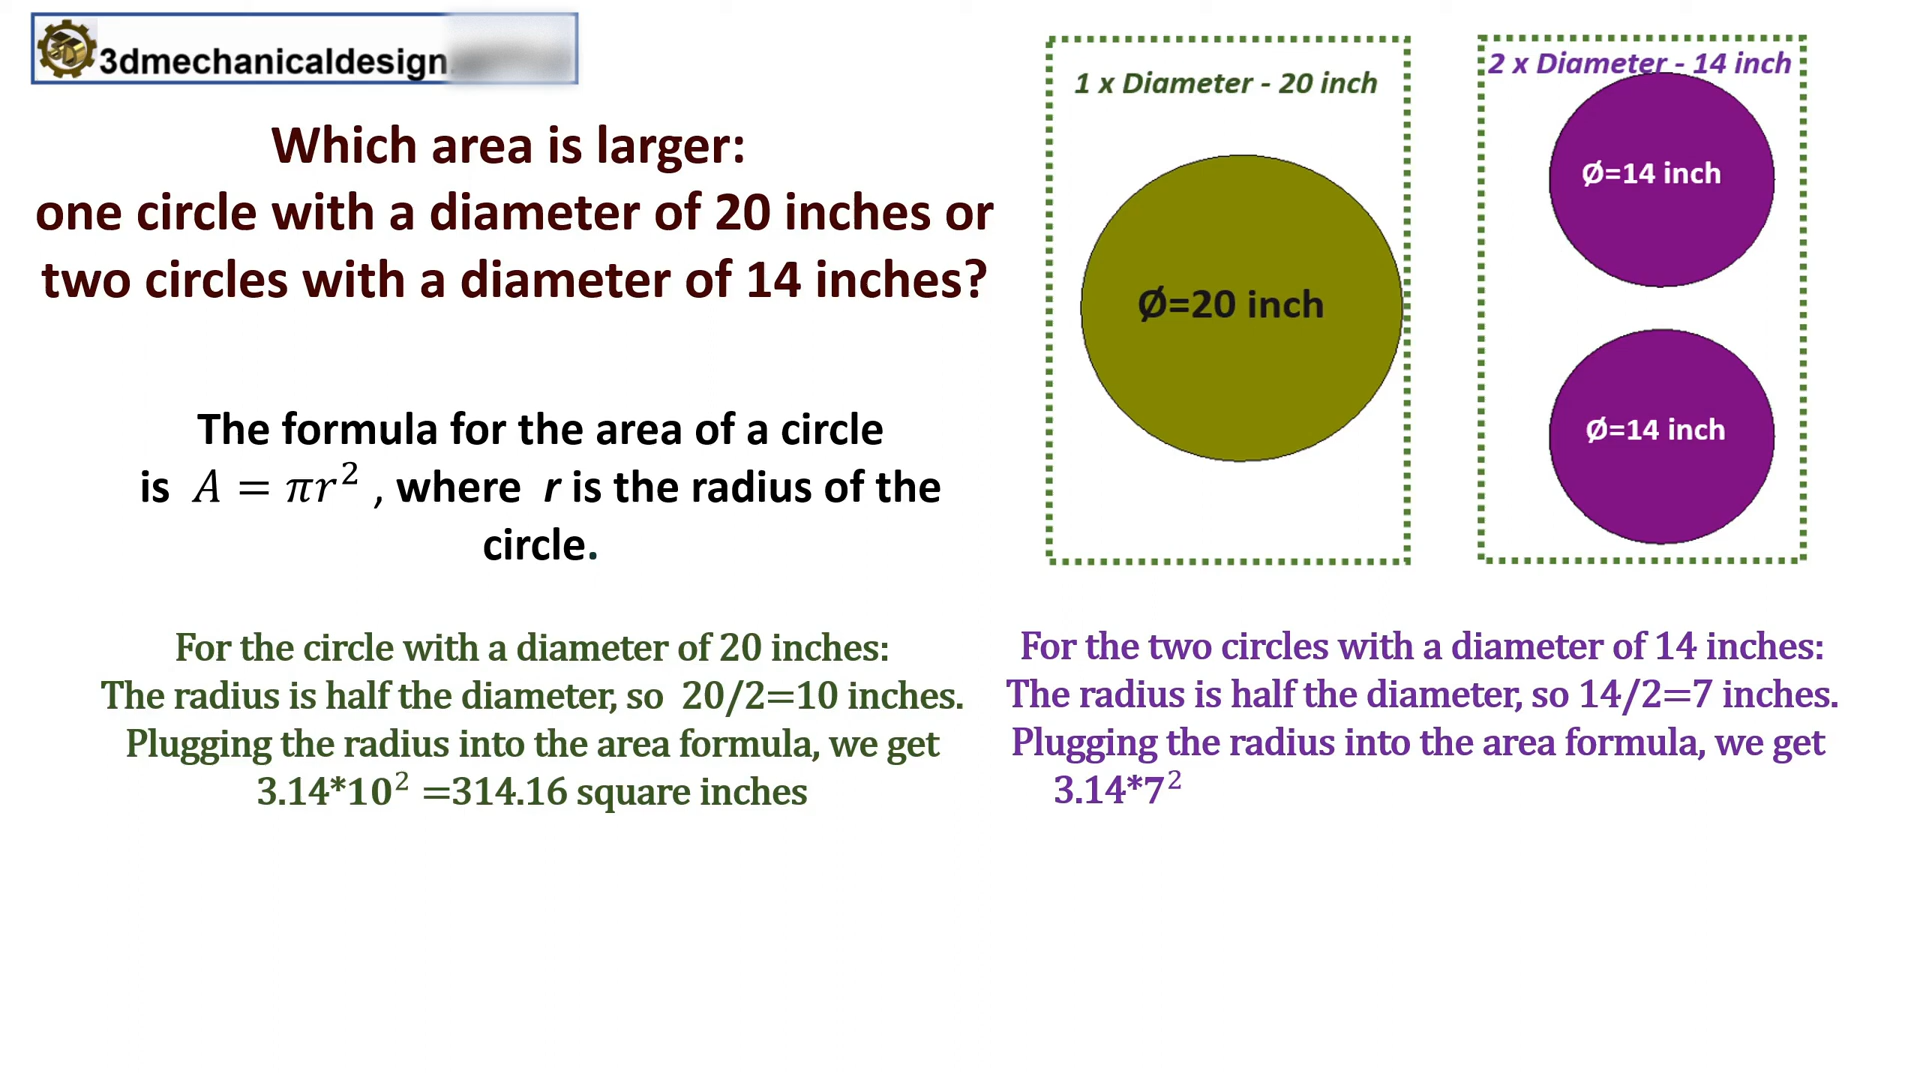 3dmechanicaldesign.
Which area is larger:
one circle with a diameter of 20 inches or
two circles with a diameter of 14 inches?
The formula for the area of a circle
is A = πr² , where r is the radius of the
circle.
1 x Diameter - 20 inch
Ø=20 inch
2 x Diameter - 14 inch
Ø=14 inch
Ø=14 inch
For the circle with a diameter of 20 inches:
The radius is half the diameter, so 20/2=10 inches.
Plugging the radius into the area formula, we get
3.14*10² =314.16 square inches
For the two circles with a diameter of 14 inches:
The radius is half the diameter, so 14/2=7 inches.
Plugging the radius into the area formula, we get
3.14*7²